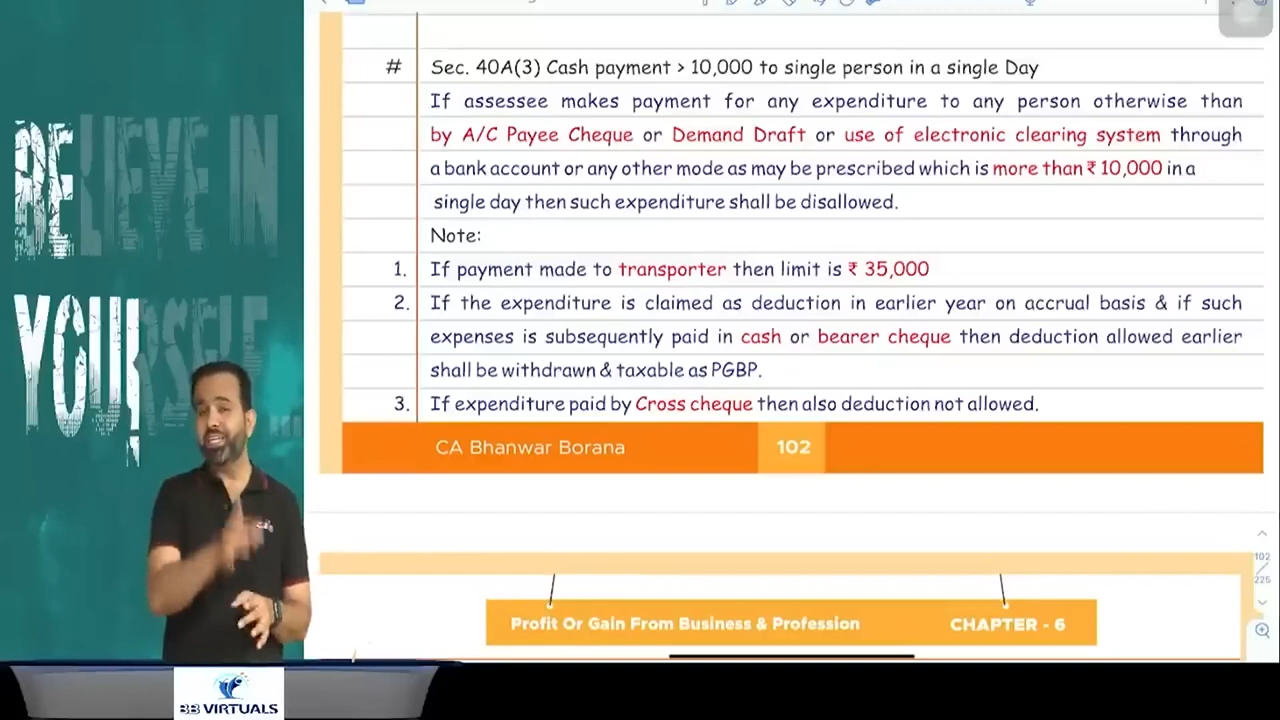 BELIEVE IN
YOURSELF...
# Sec. 40A(3) Cash payment > 10,000 to single person in a single Day
If assessee makes payment for any expenditure to any person otherwise than
by A/C Payee Cheque or Demand Draft or use of electronic clearing system through
a bank account or any other mode as may be prescribed which is more than ₹ 10,000 in a
single day then such expenditure shall be disallowed.
Note:
1. If payment made to transporter then limit is ₹ 35,000
2. If the expenditure is claimed as deduction in earlier year on accrual basis & if such
expenses is subsequently paid in cash or bearer cheque then deduction allowed earlier
shall be withdrawn & taxable as PGBP.
3. If expenditure paid by Cross cheque then also deduction not allowed.
CA Bhanwar Borana 102
102
225
Profit Or Gain From Business & Profession CHAPTER - 6
BB VIRTUALS